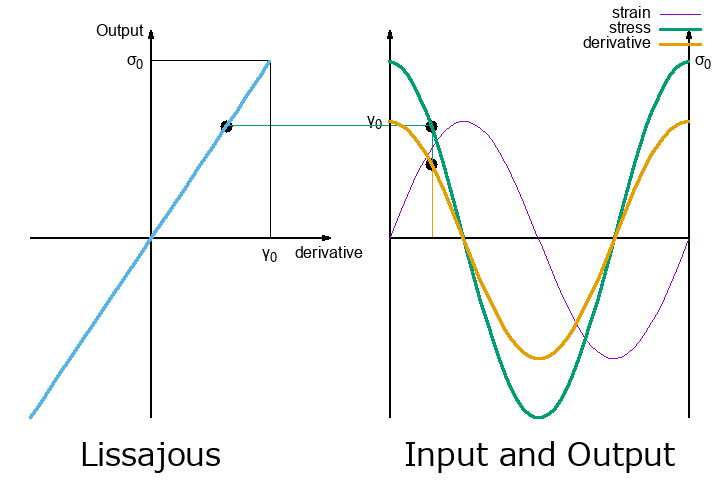 Output
σ0
γ0
derivative
strain
stress
derivative
γ0
σ0
Lissajous
Input and Output